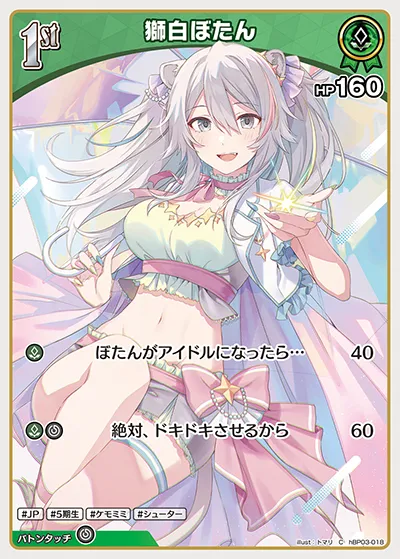 1st
獅白ぼたん
HP160
ぼたんがアイドルになったら… 40
絶対、ドキドキさせるから 60
#JP #5期生 #ケモミミ #シューター
バトンタッチ
illust トマリ C hBP03-018